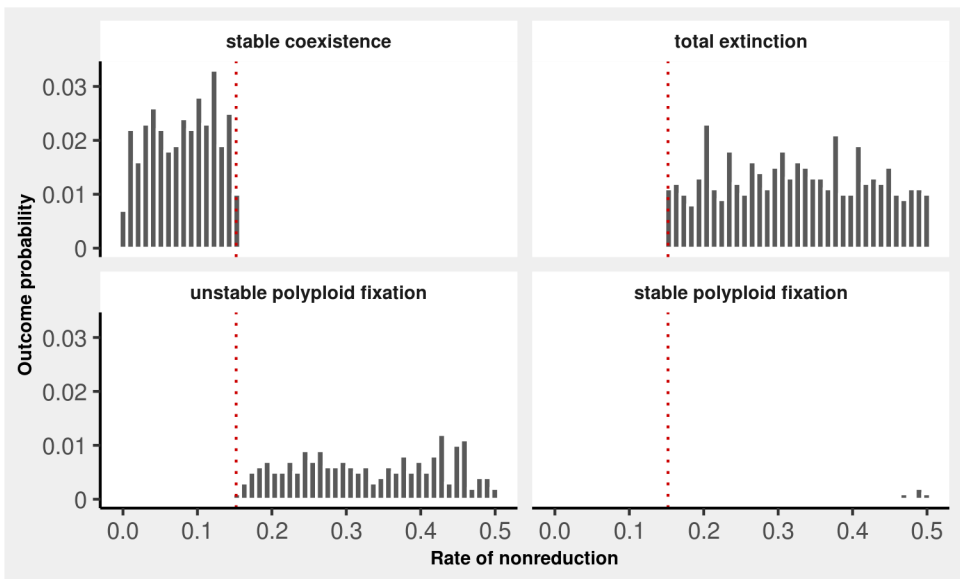 stable coexistence
total extinction
0.03
0.02
0.01
0
unstable polyploid fixation
stable polyploid fixation
0.03
0.02
0.01
0
Outcome probability
0.0 0.1 0.2 0.3 0.4 0.5
0.0 0.1 0.2 0.3 0.4 0.5
Rate of nonreduction